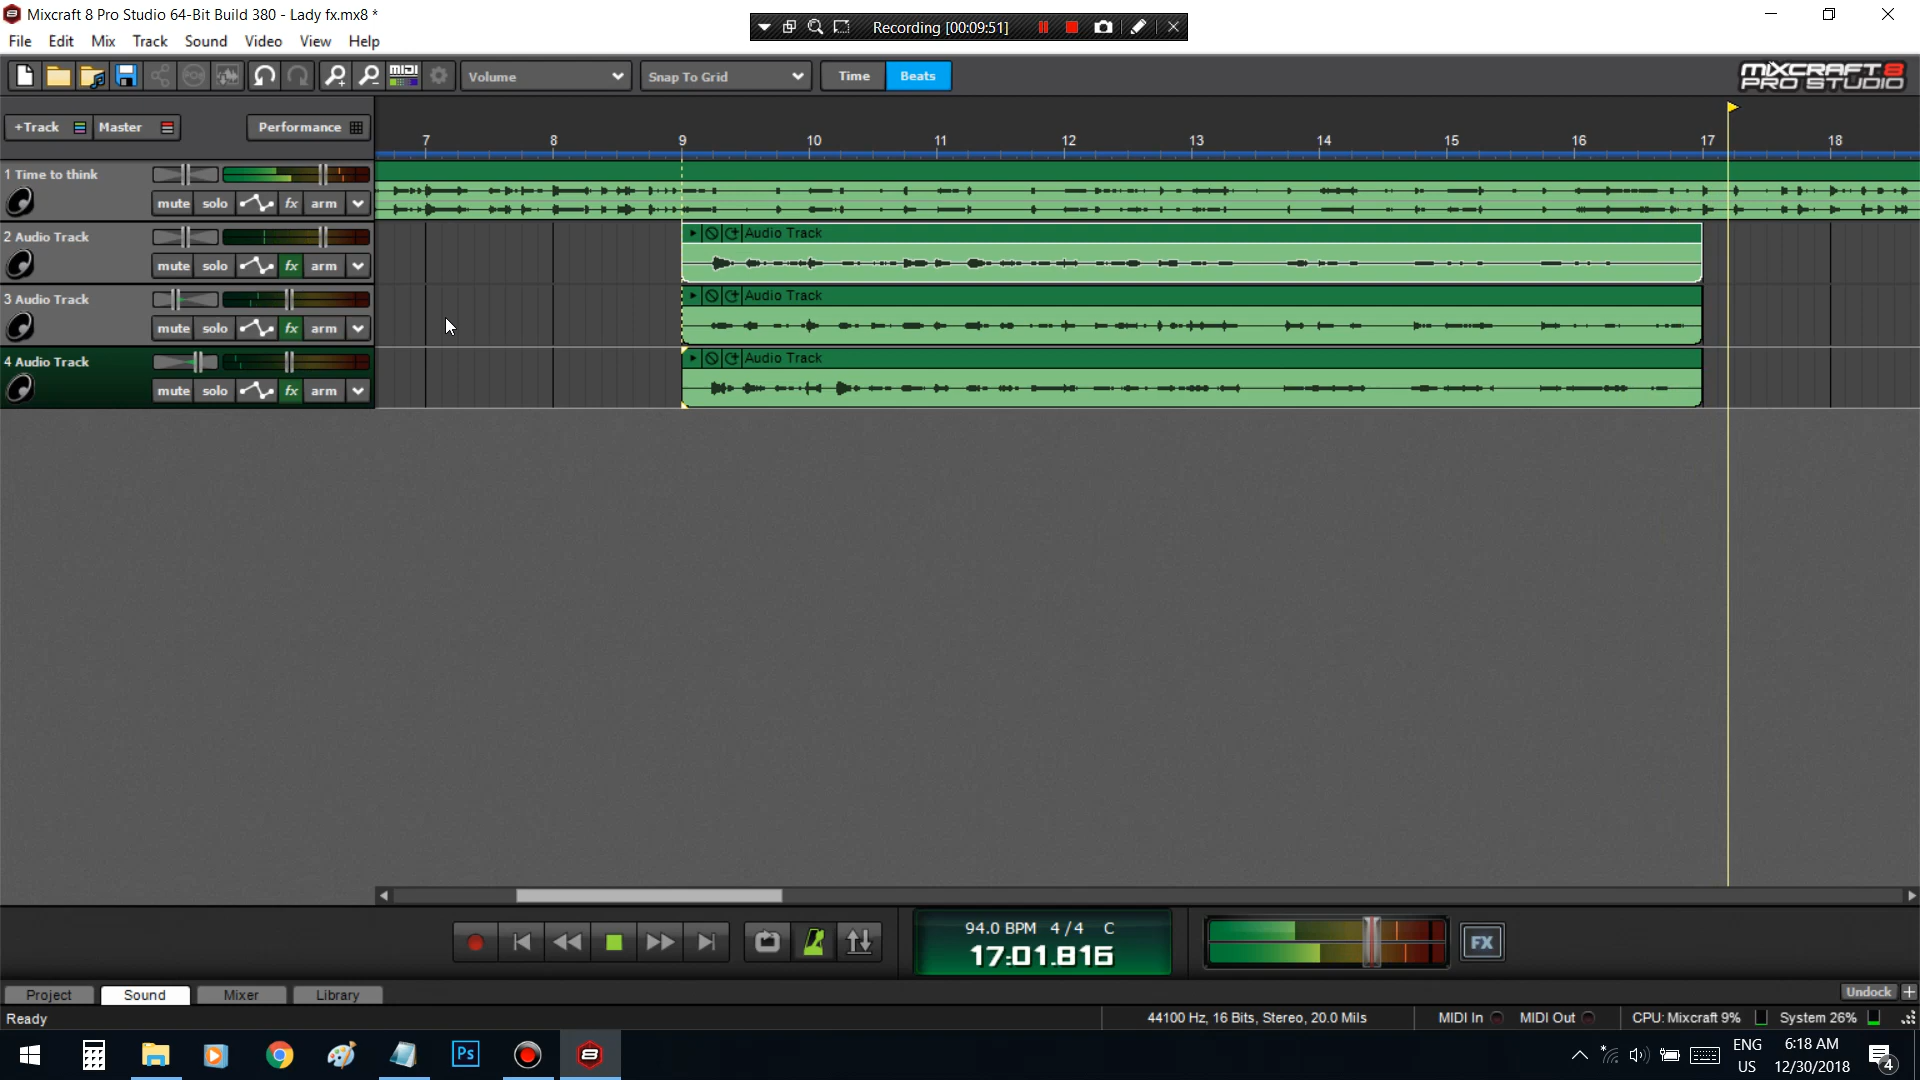 Mixcraft 8 Pro Studio 64-Bit Build 380 - Lady fx.mx8 *
Recording [00:09:51]
File Edit Mix Track Sound Video View Help
MIDI
Volume
Snap To Grid
Time Beats
MIXCRAFT 8
PRO STUDIO
+Track Master Performance
7 8 9 10 11 12 13 14 15 16 17 18
1 Time to think
mute solo fx arm
2 Audio Track
mute solo fx arm
Audio Track
3 Audio Track
mute solo fx arm
Audio Track
4 Audio Track
mute solo fx arm
Audio Track
94.0 BPM 4/4 C
17:01.816
FX
Project Sound Mixer Library
Undock
Ready
44100 Hz, 16 Bits, Stereo, 20.0 Mils
MIDI In MIDI Out
CPU: Mixcraft 9% System 26%
Ps
8
ENG
US
6:18 AM
12/30/2018
4